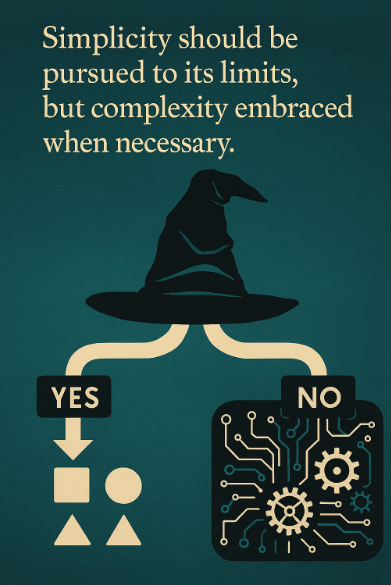 Simplicity should be
pursued to its limits,
but complexity embraced
when necessary.
YES
NO